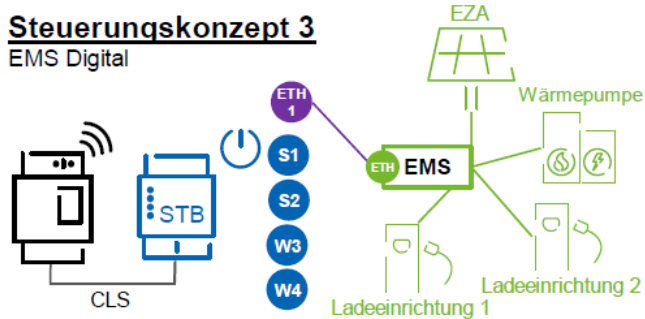 Steuerungskonzept 3
EMS Digital
EZA
ETH
1
Wärmepumpe
S1
ETH
EMS
S2
STB
W3
W4
CLS
Ladeeinrichtung 1
Ladeeinrichtung 2